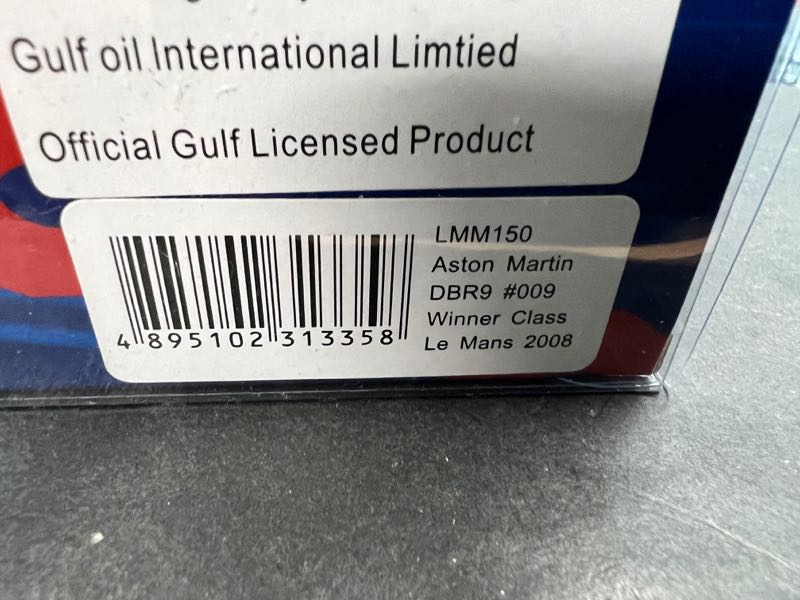 Gulf oil International Limtied
Official Gulf Licensed Product
LMM150
Aston Martin
DBR9 #009
Winner Class
Le Mans 2008
4 895102 313358